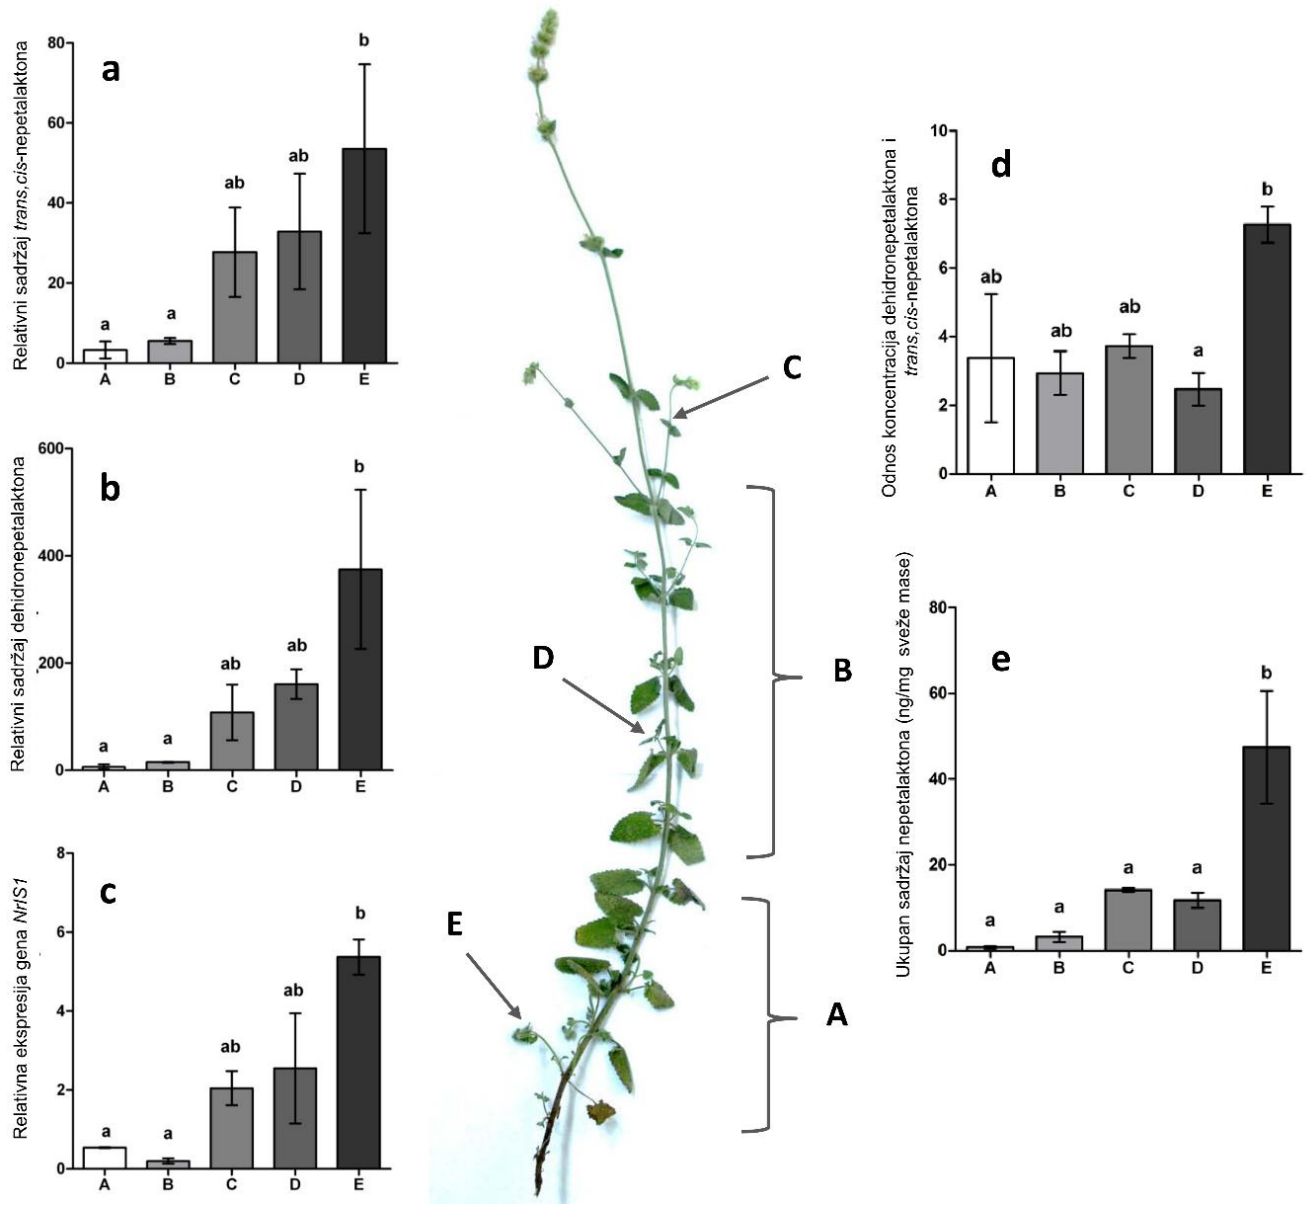 a
Relativni sadržaj trans,cis-nepetalaktona
80
60
40
20
0
a
a
ab
ab
b
A
B
C
D
E
b
Relativni sadržaj dehidronepetalaktona
600
400
200
0
a
a
ab
ab
b
A
B
C
D
E
c
Relativna ekspresija gena NrIS1
8
6
4
2
0
a
a
ab
ab
b
A
B
C
D
E
C
B
D
E
A
d
Odnos koncentracija dehidronepetalaktona i
trans,cis-nepetalaktona
10
8
6
4
2
0
ab
ab
ab
a
b
A
B
C
D
E
e
Ukupan sadržaj nepetalaktona (ng/mg sveže mase)
80
60
40
20
0
a
a
a
a
b
A
B
C
D
E